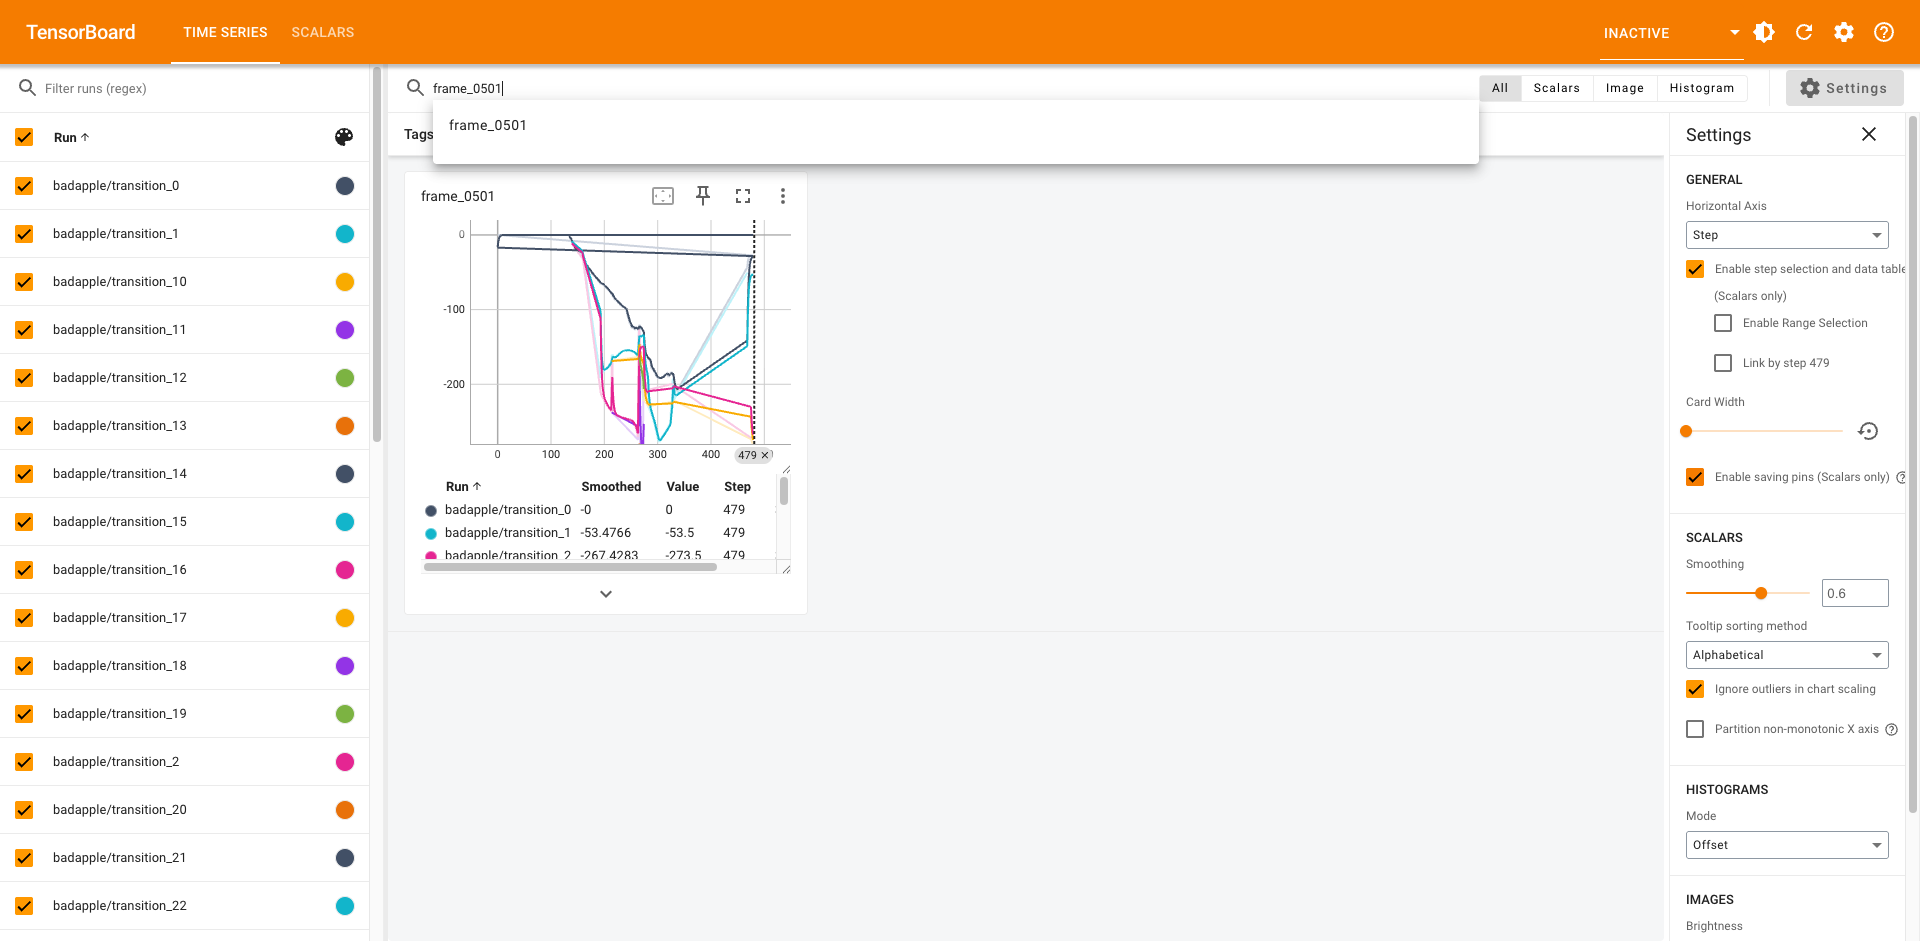 TensorBoard TIME SERIES SCALARS INACTIVE
Filter runs (regex)
Run
badapple/transition_0
badapple/transition_1
badapple/transition_10
badapple/transition_11
badapple/transition_12
badapple/transition_13
badapple/transition_14
badapple/transition_15
badapple/transition_16
badapple/transition_17
badapple/transition_18
badapple/transition_19
badapple/transition_2
badapple/transition_20
badapple/transition_21
badapple/transition_22
frame_0501
All Scalars Image Histogram Settings
frame_0501
Tags
frame_0501
0
-100
-200
0 100 200 300 400 479
Run Smoothed Value Step
badapple/transition_0 -0 0 479
badapple/transition_1 -53.4766 -53.5 479
badapple/transition_2 -267.4283 -273.5 479
Settings
GENERAL
Horizontal Axis
Step
Enable step selection and data table
(Scalars only)
Enable Range Selection
Link by step 479
Card Width
Enable saving pins (Scalars only)
SCALARS
Smoothing
0.6
Tooltip sorting method
Alphabetical
Ignore outliers in chart scaling
Partition non-monotonic X axis
HISTOGRAMS
Mode
Offset
IMAGES
Brightness